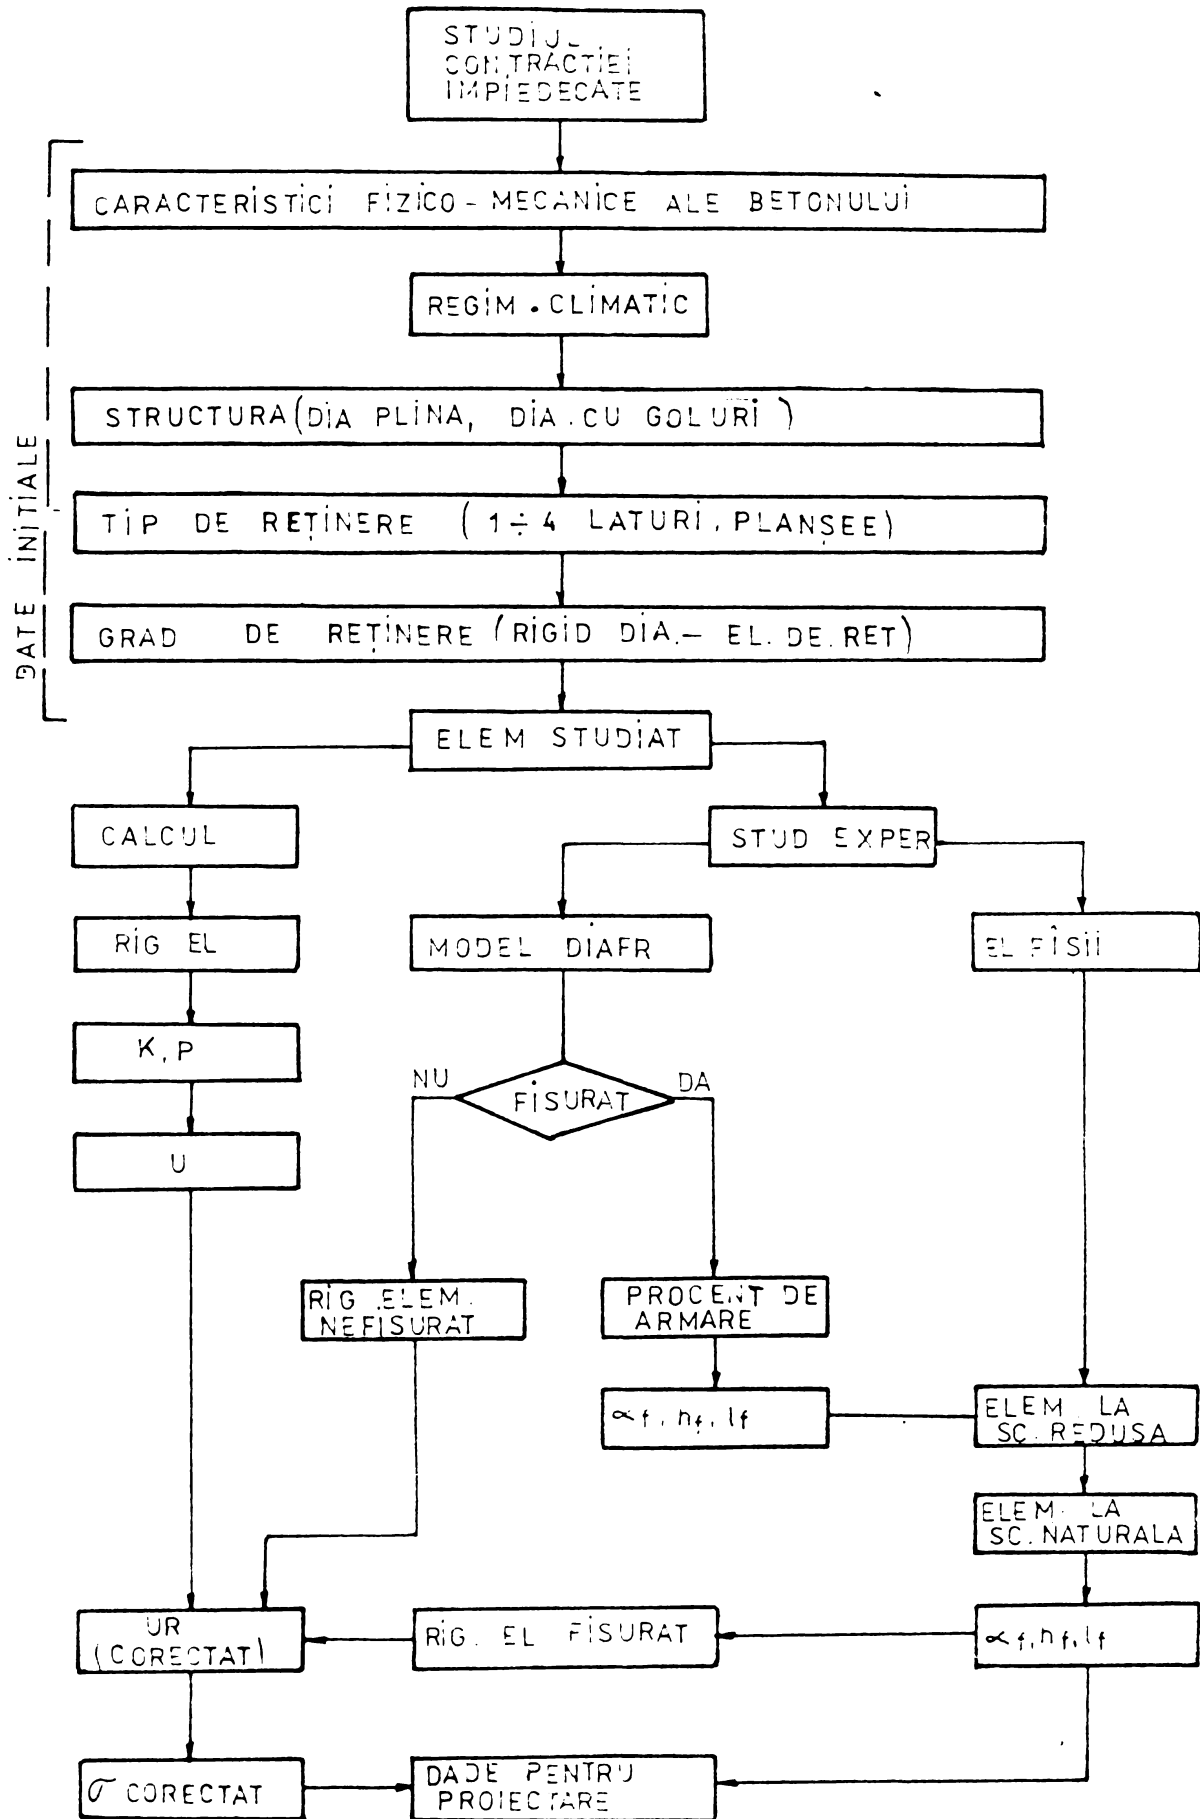 STUDIUL
CONTRACTIEI
IMPIEDECATE
CARACTERISTICI FIZICO-MECANICE ALE BETONULUI
REGIM.CLIMATIC
STRUCTURA(DIA PLINA, DIA.CU GOLURI)
TIP DE REȚINERE (1÷4 LATURI, PLANȘEE)
GRAD DE REȚINERE (RIGID DIA.- EL.DE.RET)
DATE INIȚIALE
ELEM STUDIAT
CALCUL
STUD EXPER
RIG EL
MODEL DIAFR
EL FÎSII
K, P
NU
FISURAT
DA
U
RIG.ELEM.
NEFISURAT
PROCENT DE
ARMARE
αf, nf, lf
ELEM. LA
SC. REDUSA
ELEM. LA
SC. NATURALA
UR
(CORECTAT)
RIG. EL FISURAT
αf, nf, lf
σ CORECTAT
DATE PENTRU
PROIECTARE